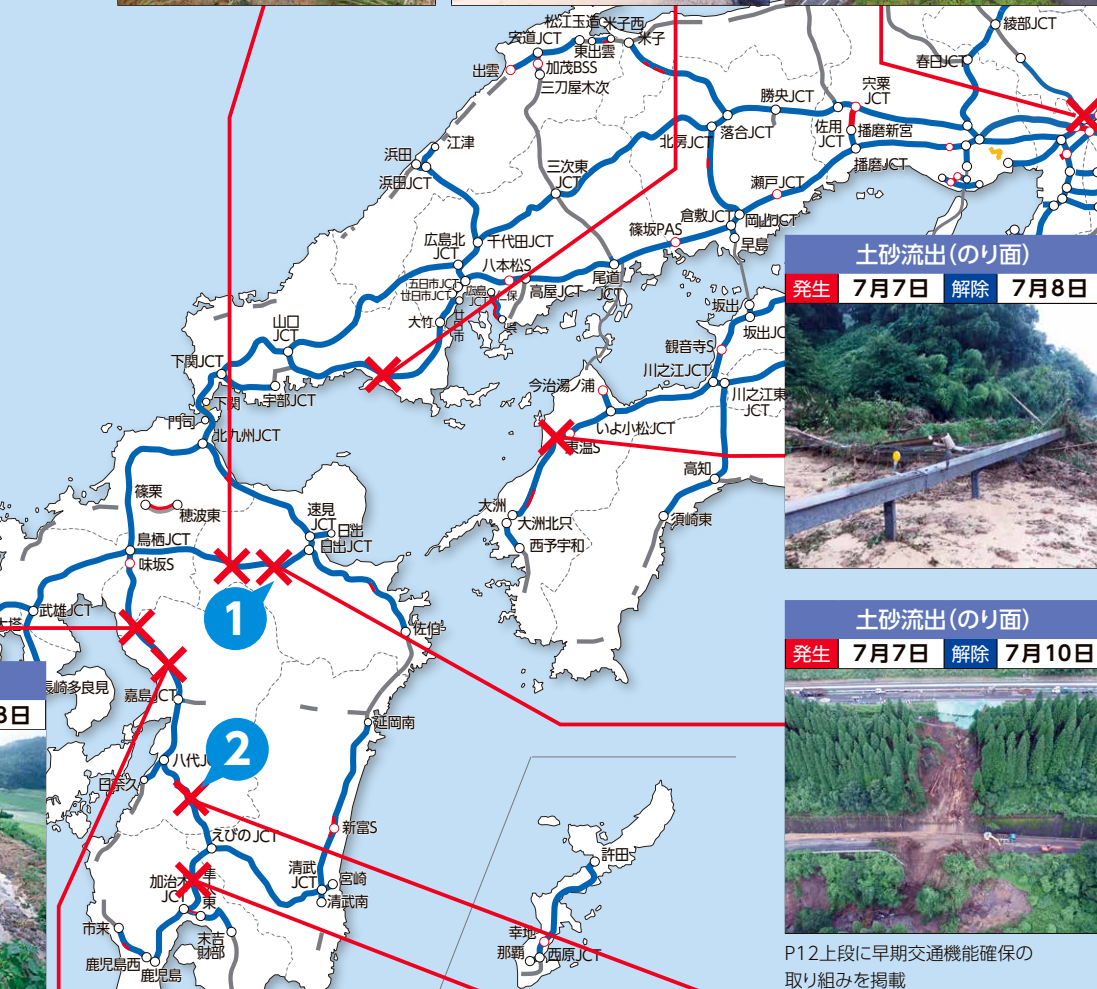 松江玉造
米子西
宍道JCT
東出雲
米子
出雲
加茂BSS
三刀屋木次
綾部JCT
春日JCT
勝央JCT
宍粟
JCT
佐用
JCT
播磨新宮
播磨JCT
北房JCT
落合JCT
江津
浜田
浜田JCT
三次東
JCT
瀬戸JCT
倉敷JCT
岡山JCT
早島
篠坂PAS
広島北
JCT
千代田JCT
八本松S
五日市JCT
廿日市JCT
広島
JCT
仁保
高屋JCT
尾道
JCT
大竹
廿日市
呉
坂出
坂出JC
観音寺S
川之江JCT
川之江東
JCT
山口
JCT
下関JCT
下関
宇部JCT
門司
北九州JCT
今治湯ノ浦
いよ小松JCT
東温S
高知
大洲
大洲北只
須崎東
西予宇和
篠栗
穂波東
速見
JCT
日出
日出JCT
鳥栖JCT
味坂S
武雄JCT
大塔
1
佐伯
長崎多良見
嘉島JCT
延岡南
2
八代J
日奈久
えびのJCT
新富S
清武
JCT
宮崎
清武南
加治木
JCT
隼人東
市来
末吉
財部
鹿児島西
鹿児島
許田
幸地
那覇
西原JCT
8日
土砂流出(のり面)
発生 7月7日 解除 7月8日
土砂流出(のり面)
発生 7月7日 解除 7月10日
P12上段に早期交通機能確保の
取り組みを掲載